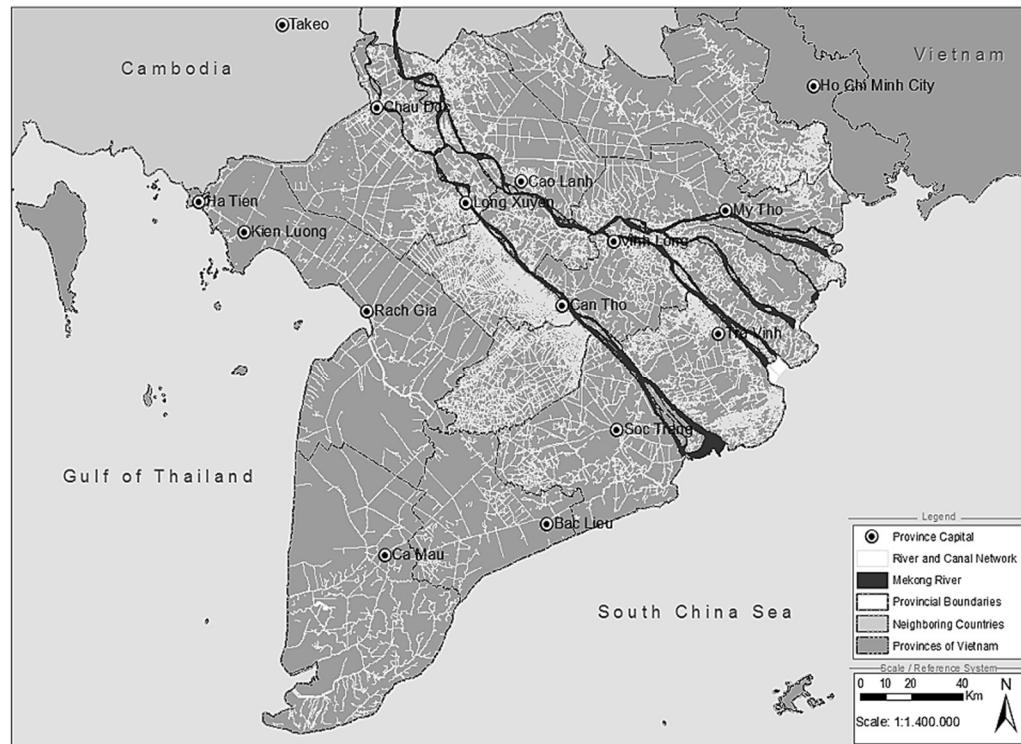 Takeo
Cambodia
Vietnam
Ho Chi Minh City
Chau Doc
Cao Lanh
Ha Tien
Long Xuyen
My Tho
Kien Luong
Vinh Long
Can Tho
Rach Gia
Tra Vinh
Soc Trang
Gulf of Thailand
Bac Lieu
Ca Mau
South China Sea
Legend
Province Capital
River and Canal Network
Mekong River
Provincial Boundaries
Neighboring Countries
Provinces of Vietnam
Scale / Reference System
0 10 20 40
Km
N
Scale: 1:1.400.000